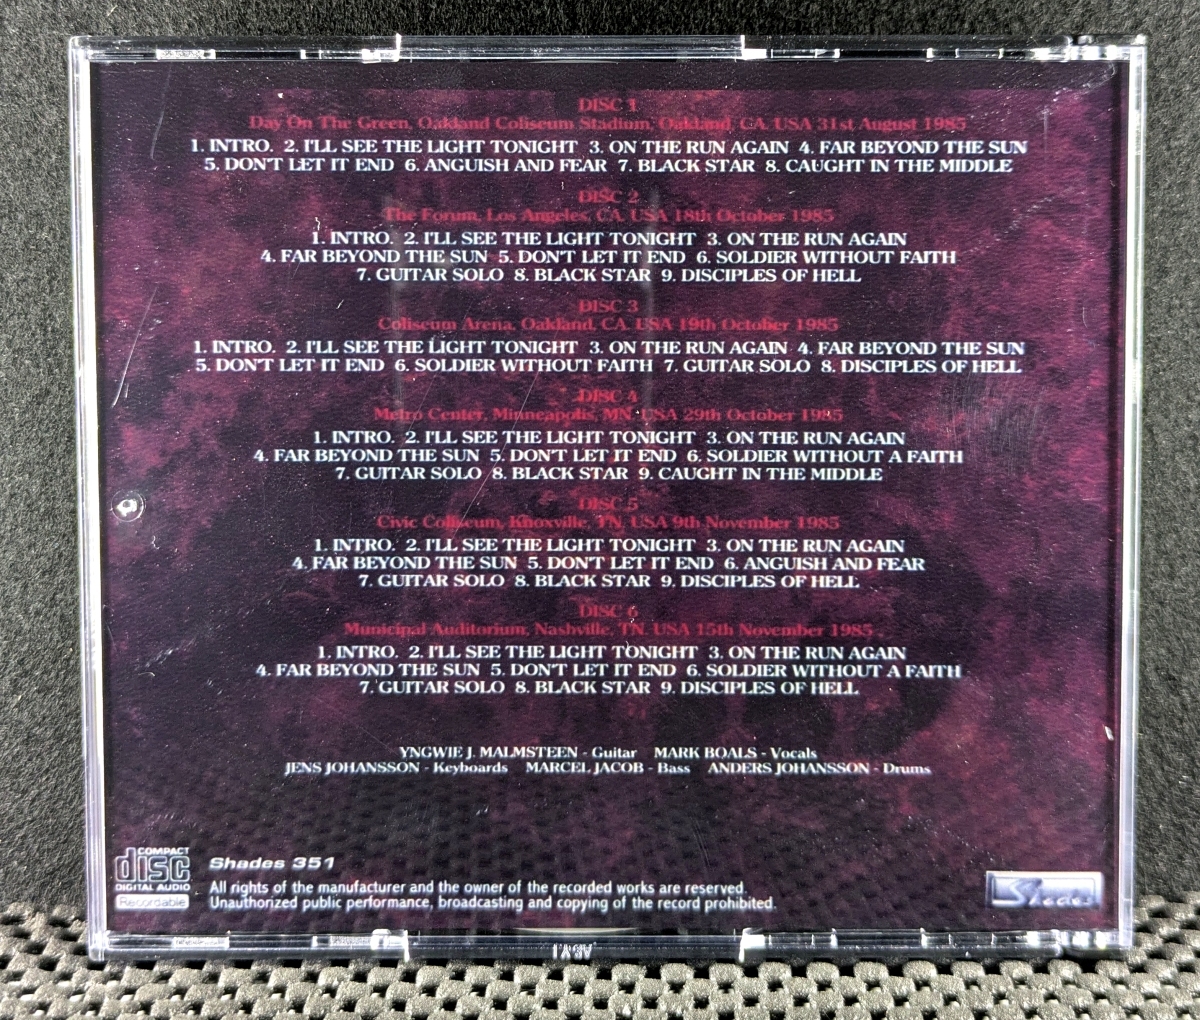 DISC 1
Day On The Green, Oakland Coliseum Stadium, Oakland, CA. USA 31st August 1985
1. INTRO. 2. I'LL SEE THE LIGHT TONIGHT 3. ON THE RUN AGAIN 4. FAR BEYOND THE SUN
5. DON'T LET IT END 6. ANGUISH AND FEAR 7. BLACK STAR 8. CAUGHT IN THE MIDDLE
DISC 2
The Forum, Los Angeles, CA. USA 18th October 1985
1. INTRO. 2. I'LL SEE THE LIGHT TONIGHT 3. ON THE RUN AGAIN
4. FAR BEYOND THE SUN 5. DON'T LET IT END 6. SOLDIER WITHOUT FAITH
7. GUITAR SOLO 8. BLACK STAR 9. DISCIPLES OF HELL
DISC 3
Coliseum Arena, Oakland, CA. USA 19th October 1985
1. INTRO. 2. I'LL SEE THE LIGHT TONIGHT 3. ON THE RUN AGAIN 4. FAR BEYOND THE SUN
5. DON'T LET IT END 6. SOLDIER WITHOUT FAITH 7. GUITAR SOLO 8. DISCIPLES OF HELL
DISC 4
Metro Center, Minneapolis, MN. USA 29th October 1985
1. INTRO. 2. I'LL SEE THE LIGHT TONIGHT 3. ON THE RUN AGAIN
4. FAR BEYOND THE SUN 5. DON'T LET IT END 6. SOLDIER WITHOUT A FAITH
7. GUITAR SOLO 8. BLACK STAR 9. CAUGHT IN THE MIDDLE
DISC 5
Civic Coliseum, Knoxville, TN. USA 9th November 1985
1. INTRO. 2. I'LL SEE THE LIGHT TONIGHT 3. ON THE RUN AGAIN
4. FAR BEYOND THE SUN 5. DON'T LET IT END 6. ANGUISH AND FEAR
7. GUITAR SOLO 8. BLACK STAR 9. DISCIPLES OF HELL
DISC 6
Municipal Auditorium, Nashville, TN. USA 15th November 1985
1. INTRO. 2. I'LL SEE THE LIGHT TONIGHT 3. ON THE RUN AGAIN
4. FAR BEYOND THE SUN 5. DON'T LET IT END 6. SOLDIER WITHOUT A FAITH
7. GUITAR SOLO 8. BLACK STAR 9. DISCIPLES OF HELL
YNGWIE J. MALMSTEEN - Guitar MARK BOALS - Vocals
JENS JOHANSSON - Keyboards MARCEL JACOB - Bass ANDERS JOHANSSON - Drums
COMPACT
disc
DIGITAL AUDIO
Recordable
Shades 351
All rights of the manufacturer and the owner of the recorded works are reserved.
Unauthorized public performance, broadcasting and copying of the record prohibited.
Shades